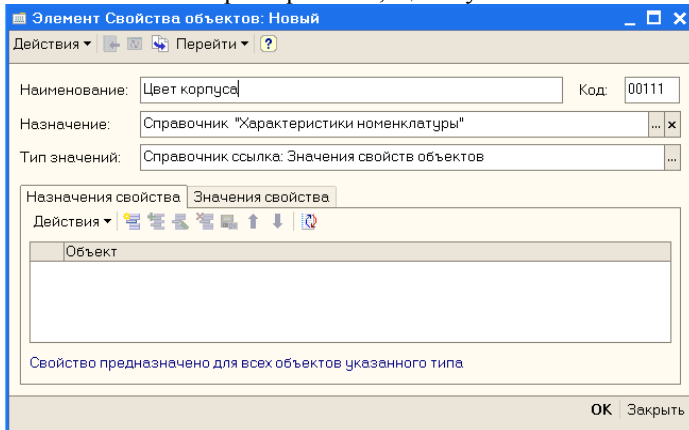 Элемент Свойства объектов: Новый
Действия Перейти ?
Наименование: Цвет корпуса Код: 00111
Назначение: Справочник "Характеристики номенклатуры" ... x
Тип значений: Справочник ссылка: Значения свойств объектов ...
Назначения свойства Значения свойства
Действия
Объект
Свойство предназначено для всех объектов указанного типа
OK Закрыть